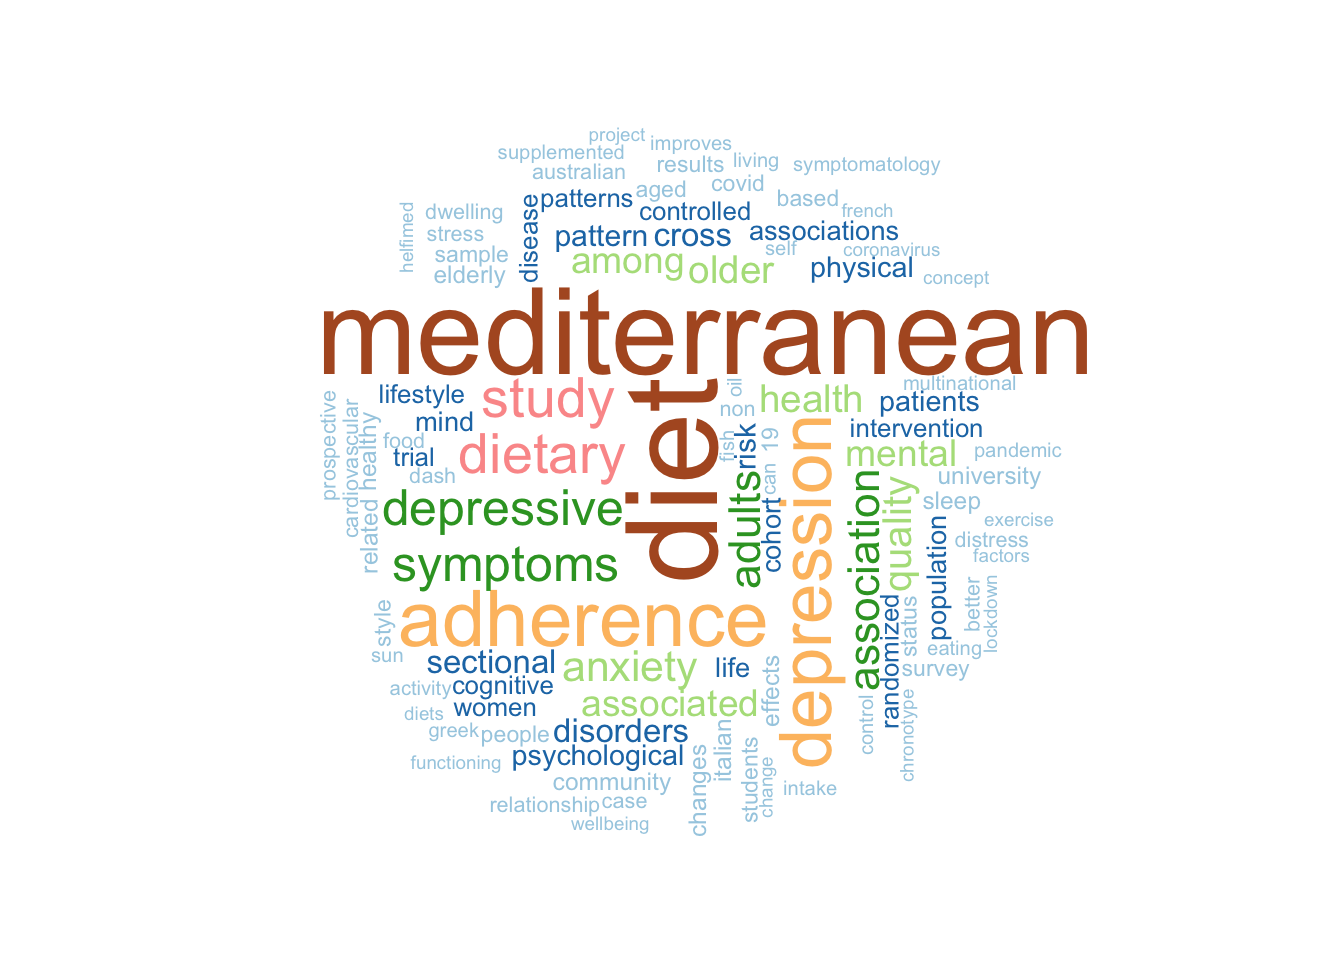 project
improves
supplemented
results
living
symptomatology
australian
aged
covid
patterns
based
controlled
french
helfimed
dwelling
disease
stress
pattern
cross
associations
self
coronavirus
sample
among
older
physical
elderly
concept
mediterranean
prospective
cardiovascular
related
healthy
lifestyle
study
diet
oil
non
health
multinational
patients
mind
food
fish
risk
19
can
intervention
trial
dietary
depression
mental
pandemic
dash
university
depressive
adults
cohort
association
quality
sleep
exercise
distress
factors
symptoms
population
better
lockdown
style
adherence
randomized
status
eating
survey
sun
sectional
anxiety
life
effects
activity
cognitive
control
chronotype
diets
women
associated
greek
people
disorders
italian
functioning
psychological
changes
students
change
community
intake
relationship
case
wellbeing